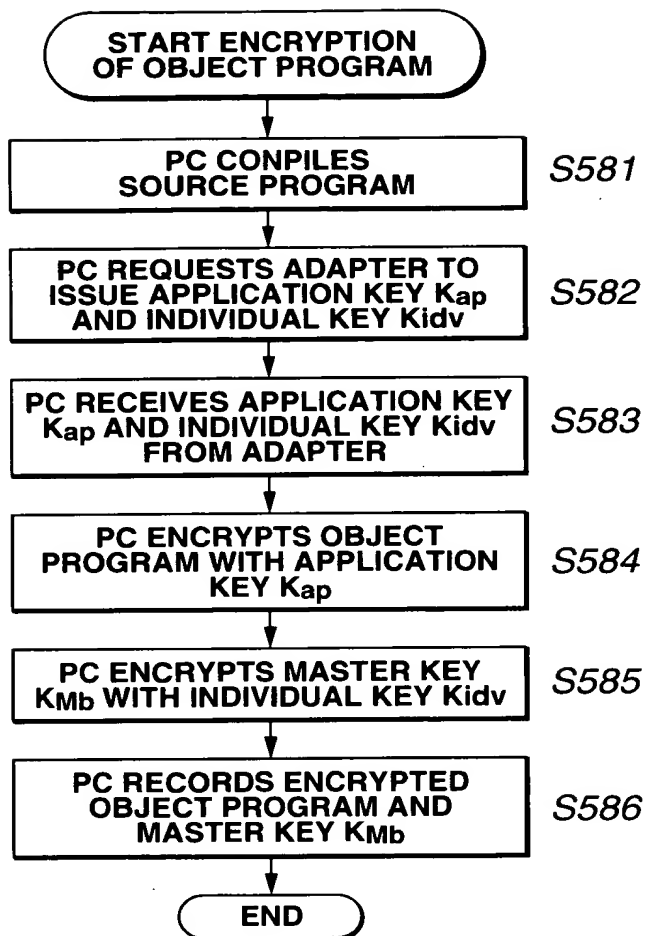 START ENCRYPTION
OF OBJECT PROGRAM
PC CONPILES
SOURCE PROGRAM
S581
PC REQUESTS ADAPTER TO
ISSUE APPLICATION KEY Kap
AND INDIVIDUAL KEY Kidv
S582
PC RECEIVES APPLICATION KEY
Kap AND INDIVIDUAL KEY Kidv
FROM ADAPTER
S583
PC ENCRYPTS OBJECT
PROGRAM WITH APPLICATION
KEY Kap
S584
PC ENCRYPTS MASTER KEY
KMb WITH INDIVIDUAL KEY Kidv
S585
PC RECORDS ENCRYPTED
OBJECT PROGRAM AND
MASTER KEY KMb
S586
END